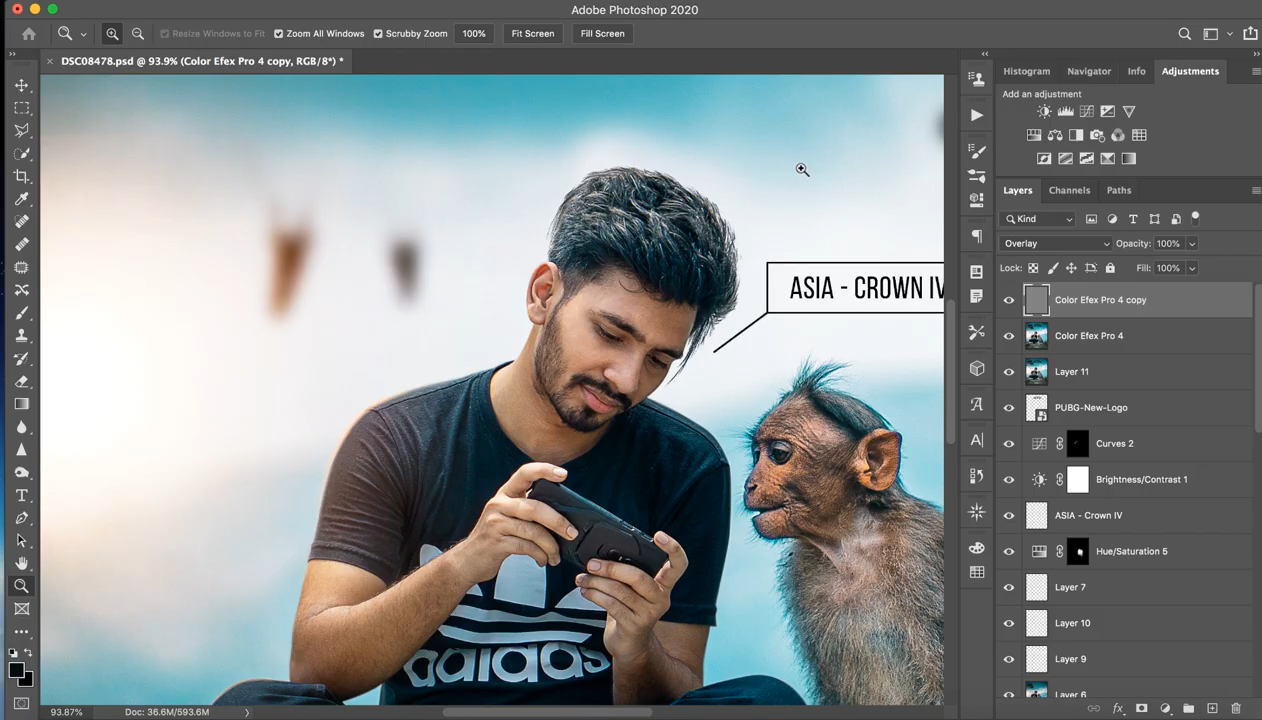 Adobe Photoshop 2020
Resize Windows to Fit
Zoom All Windows
Scrubby Zoom
100%
Fit Screen
Fill Screen
DSC08478.psd @ 93.9% (Color Efex Pro 4 copy, RGB/8*) *
Histogram
Navigator
Info
Adjustments
Add an adjustment
Layers
Channels
Paths
Kind
Overlay
Opacity: 100%
Lock:
Fill: 100%
Color Efex Pro 4 copy
Color Efex Pro 4
Layer 11
PUBG-New-Logo
Curves 2
Brightness/Contrast 1
ASIA - Crown IV
Hue/Saturation 5
Layer 7
Layer 10
Layer 9
Layer 6
ASIA - CROWN IV
adidas
93.87%
Doc: 36.6M/593.6M